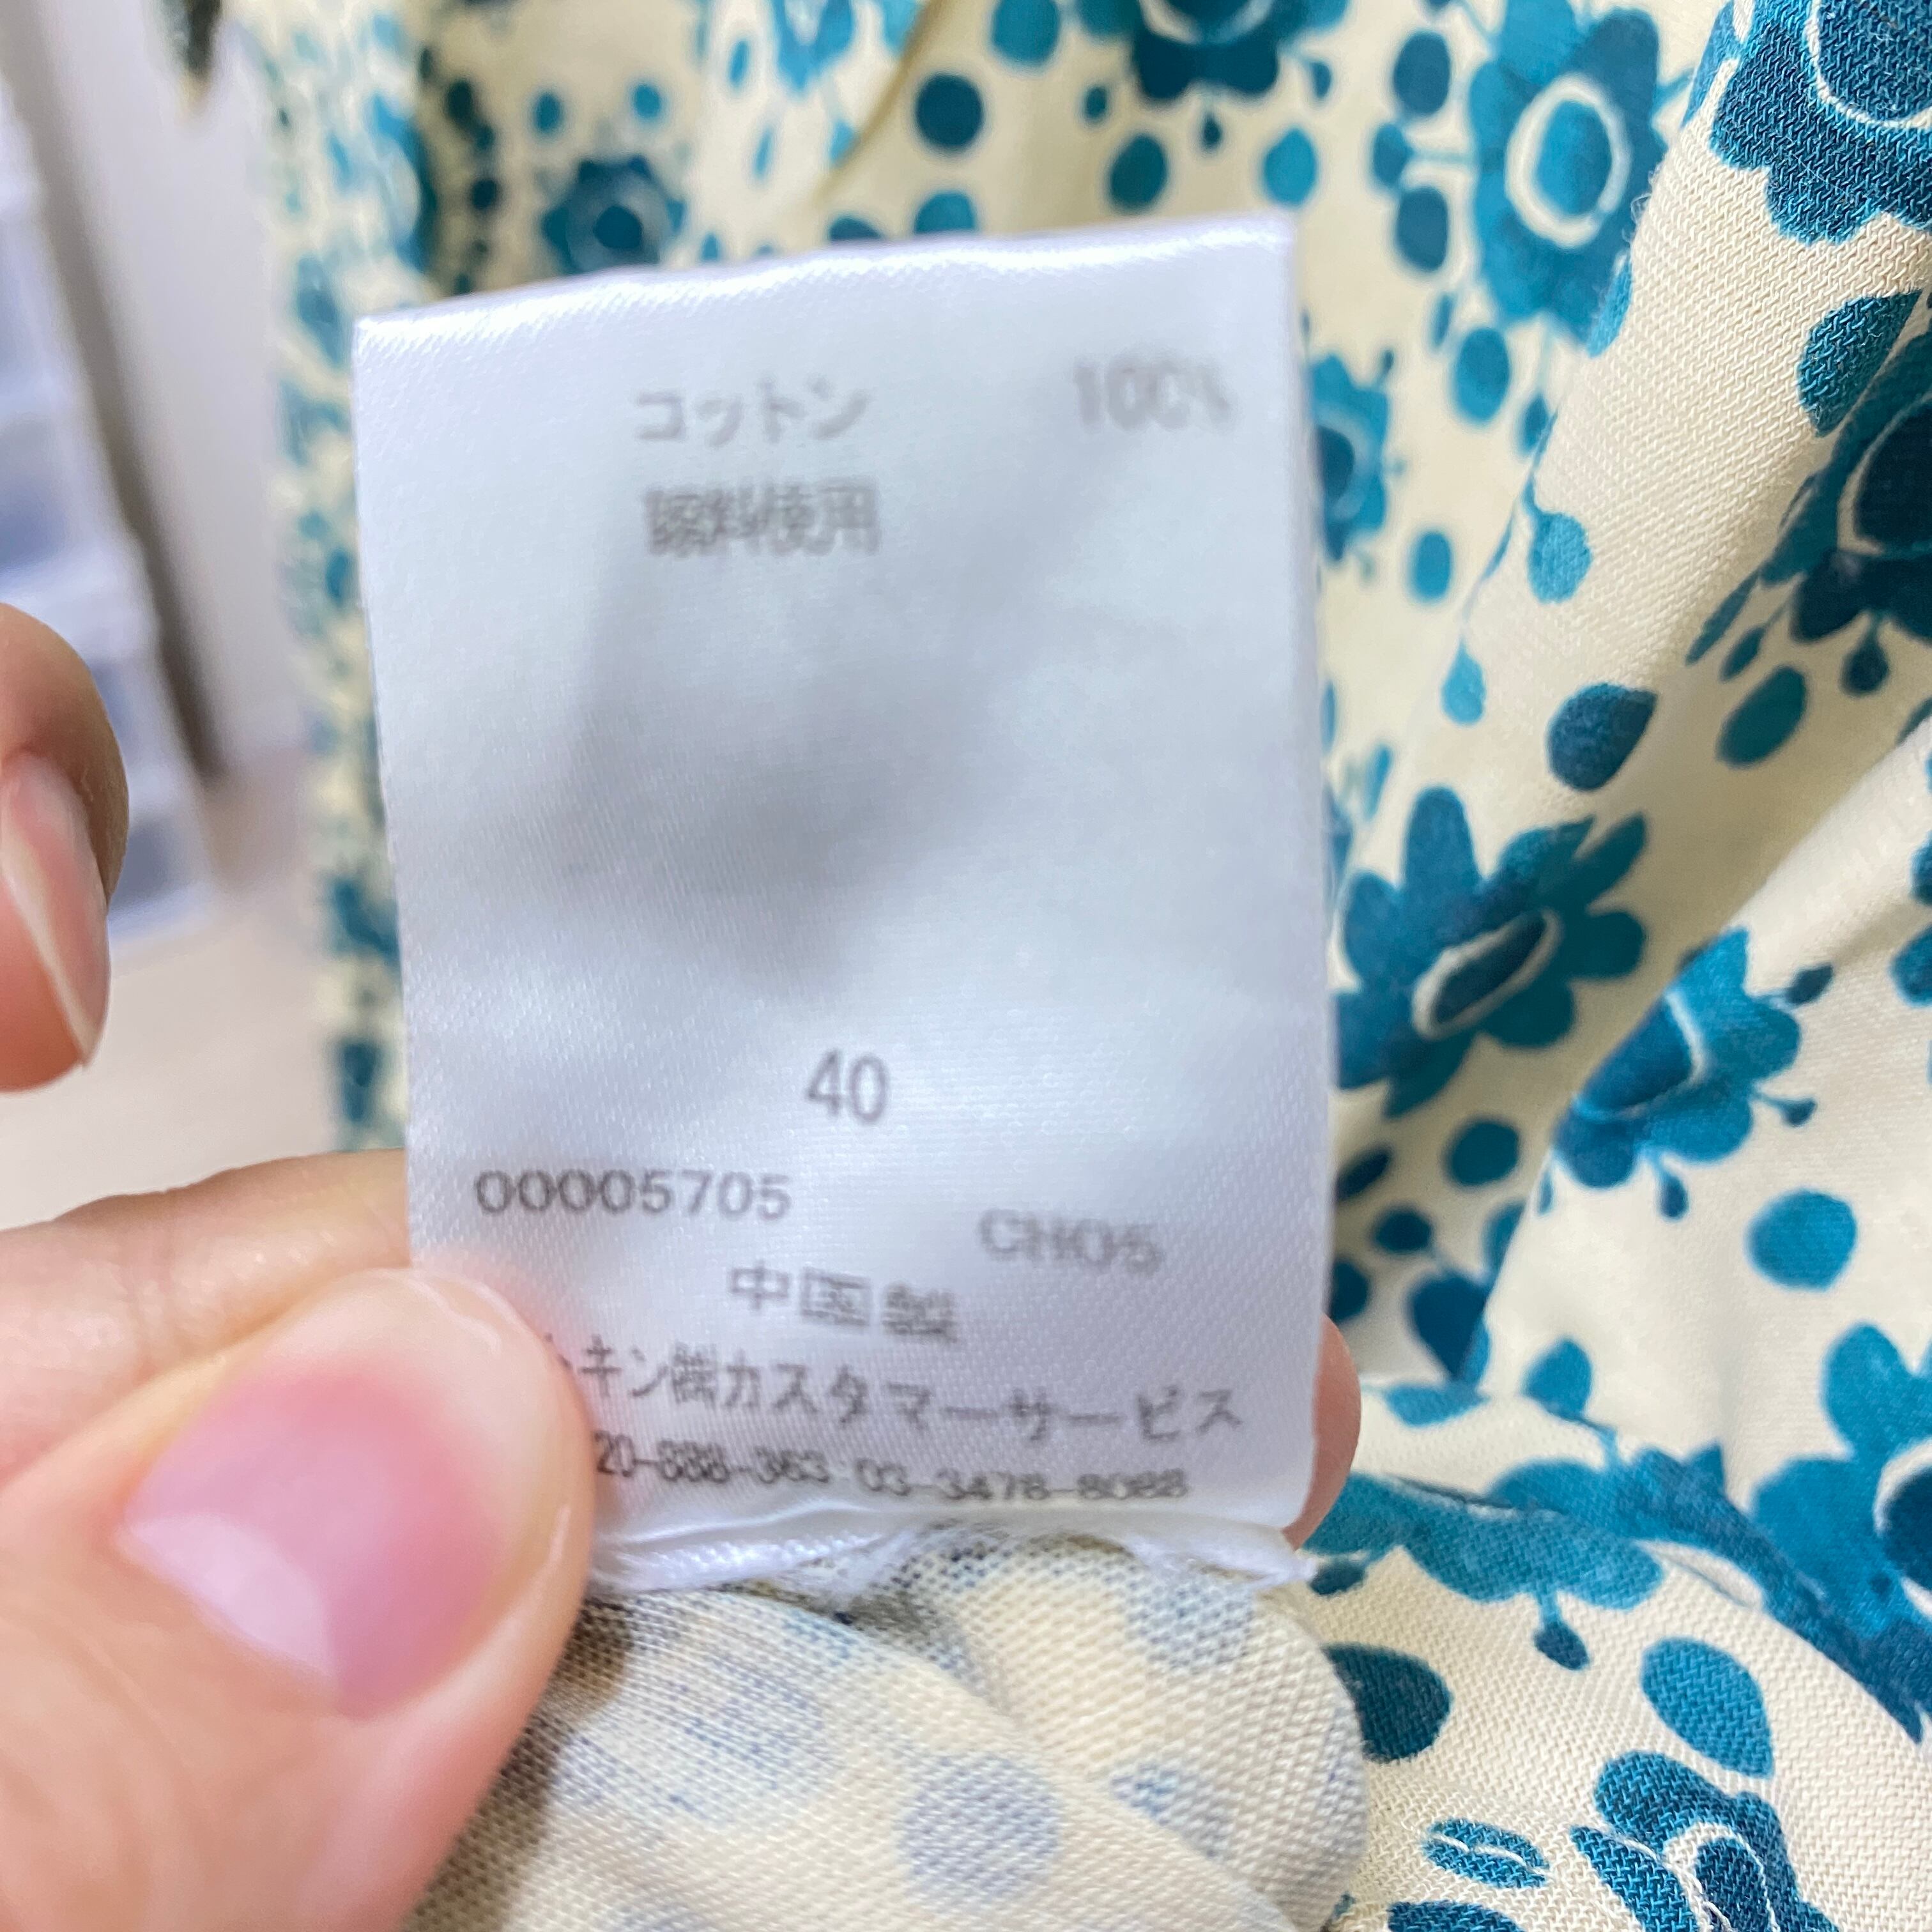 コットン 100%
顔料使用
40
00005705
CH05
中国製
キン㈱カスタマーサービス
20-888-363 03-3478-8088